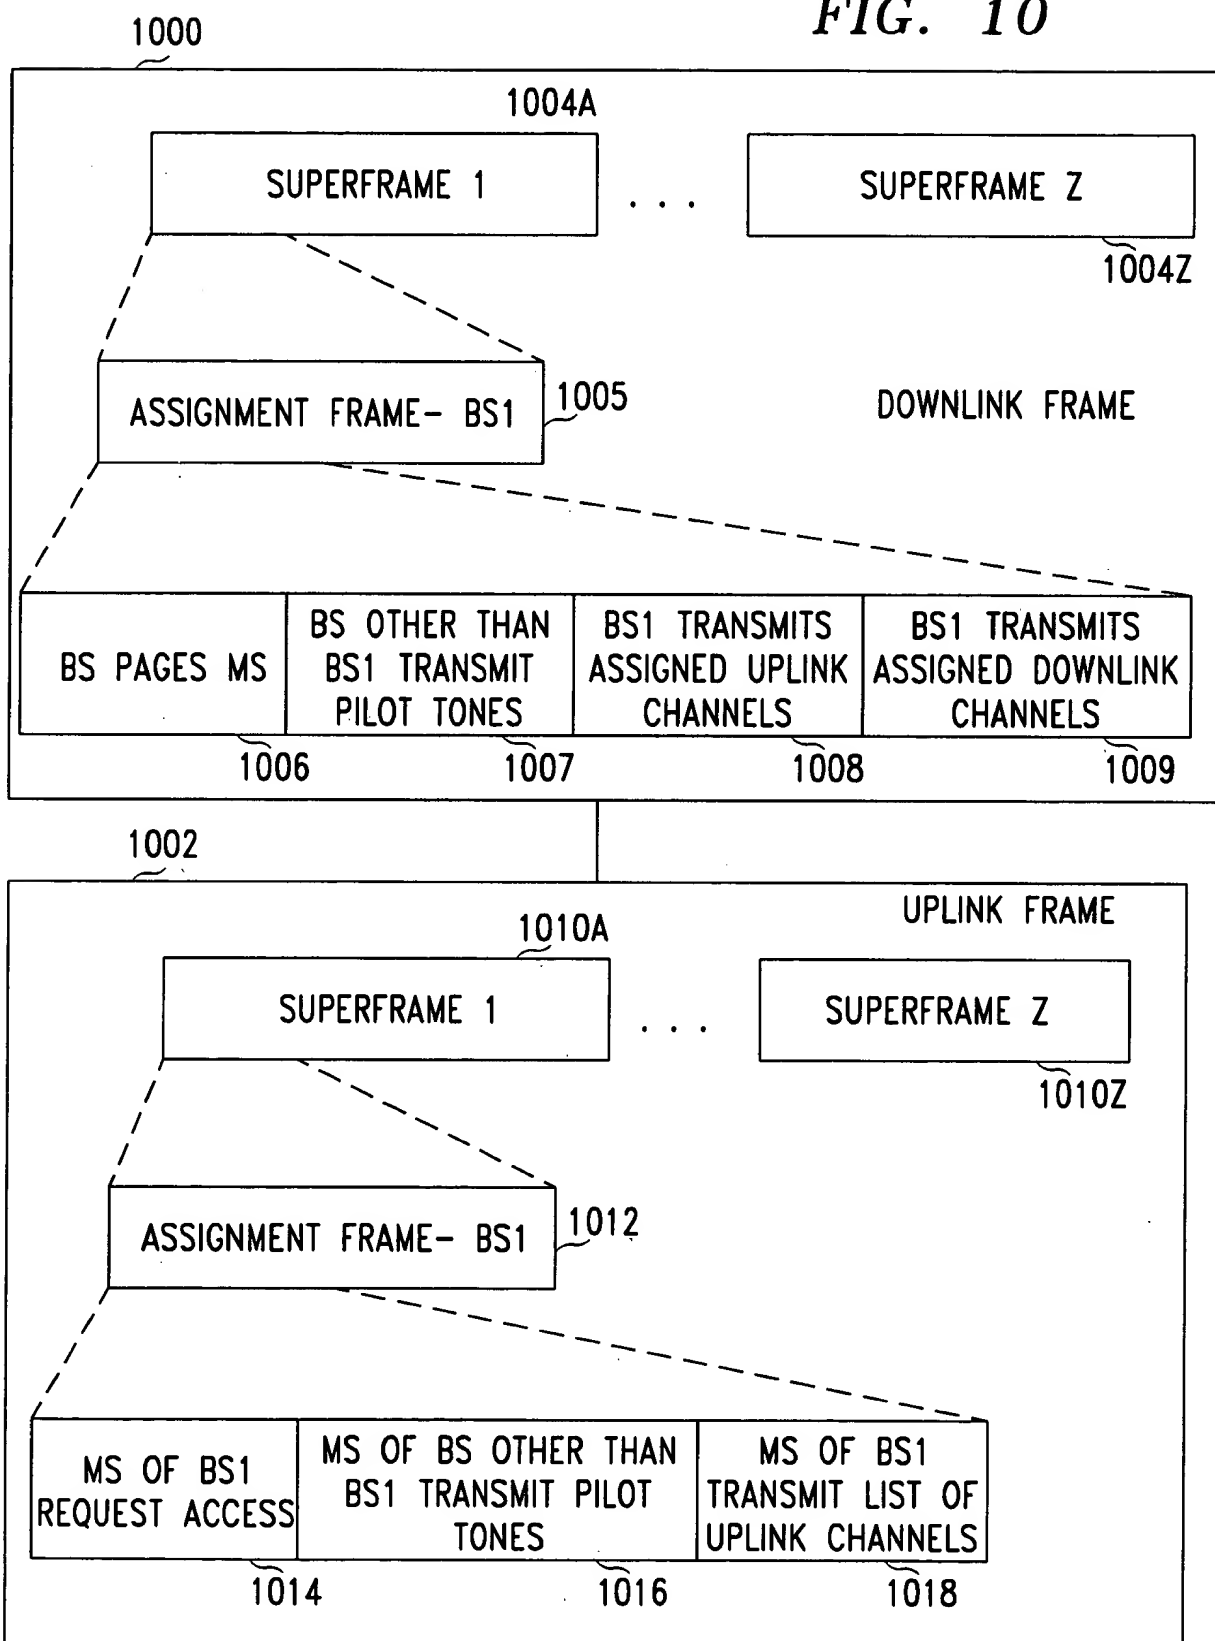 FIG. 10
1000
1004A
SUPERFRAME 1
. . .
SUPERFRAME Z
1004Z
ASSIGNMENT FRAME- BS1
1005
DOWNLINK FRAME
BS PAGES MS
BS OTHER THAN
BS1 TRANSMIT
PILOT TONES
BS1 TRANSMITS
ASSIGNED UPLINK
CHANNELS
BS1 TRANSMITS
ASSIGNED DOWNLINK
CHANNELS
1006
1007
1008
1009
1002
UPLINK FRAME
1010A
SUPERFRAME 1
. . .
SUPERFRAME Z
1010Z
ASSIGNMENT FRAME- BS1
1012
MS OF BS1
REQUEST ACCESS
MS OF BS OTHER THAN
BS1 TRANSMIT PILOT
TONES
MS OF BS1
TRANSMIT LIST OF
UPLINK CHANNELS
1014
1016
1018